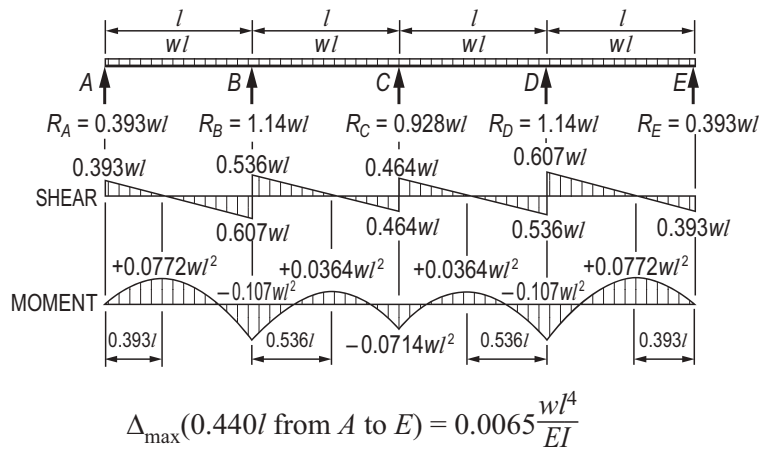 l l l l
wl wl wl wl
A B C D E
R_A = 0.393wl R_B = 1.14wl R_C = 0.928wl R_D = 1.14wl R_E = 0.393wl
0.393wl 0.536wl 0.464wl 0.607wl
SHEAR
0.607wl 0.464wl 0.536wl 0.393wl
+0.0772wl² +0.0364wl² +0.0364wl² +0.0772wl²
MOMENT −0.107wl² −0.107wl²
0.393l 0.536l −0.0714wl² 0.536l 0.393l
Δmax(0.440l from A to E) = 0.0065 wl⁴/EI